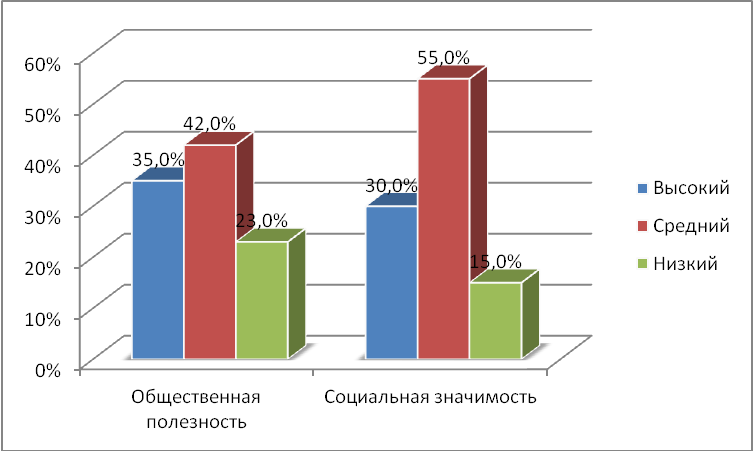 60%
50%
40%
30%
20%
10%
0%
35,0%
42,0%
23,0%
30,0%
55,0%
15,0%
Общественная
полезность
Социальная значимость
Высокий
Средний
Низкий